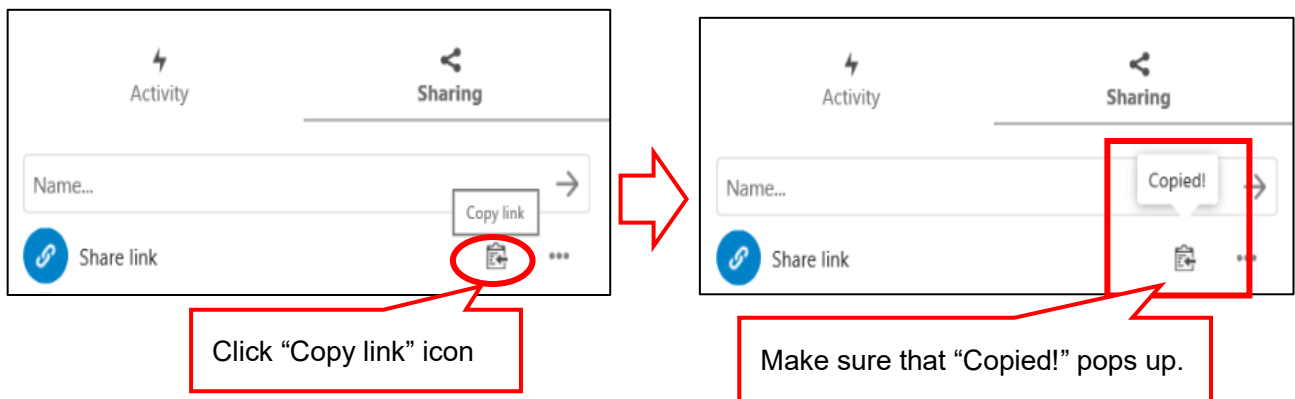 Activity
Sharing
Name...
Copy link
Share link
Click “Copy link” icon
Activity
Sharing
Name...
Copied!
Share link
Make sure that “Copied!” pops up.